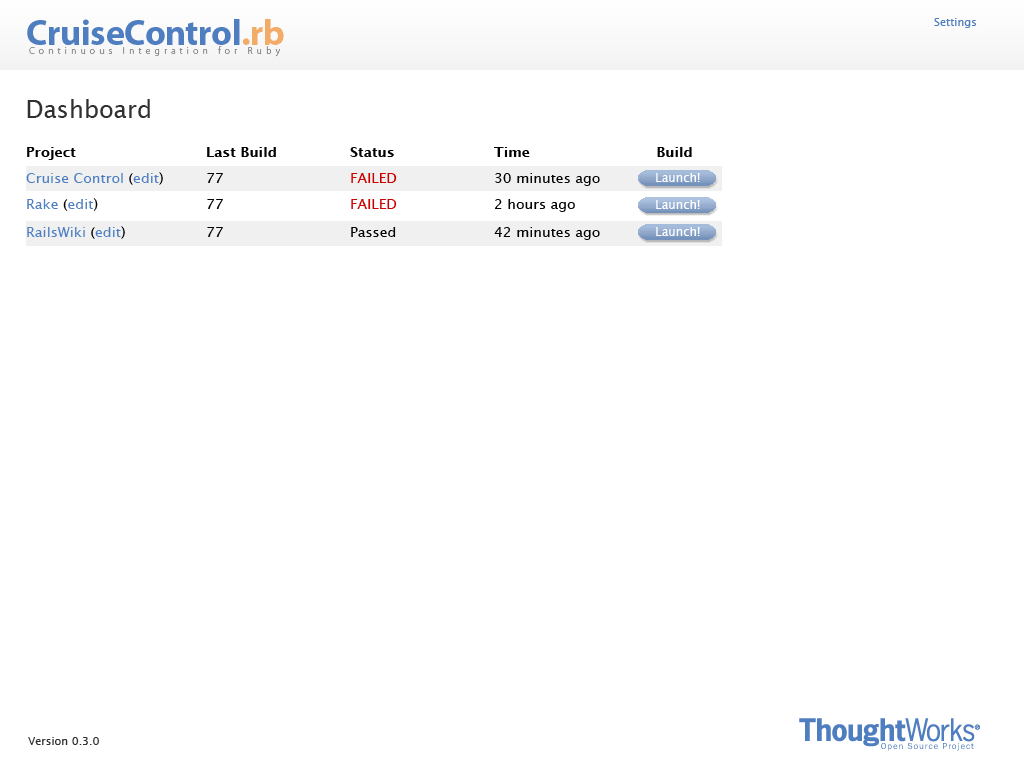 CruiseControl.rb
Continuous Integration for Ruby
Settings
Dashboard
Project Last Build Status Time Build
Cruise Control (edit) 77 FAILED 30 minutes ago Launch!
Rake (edit) 77 FAILED 2 hours ago Launch!
RailsWiki (edit) 77 Passed 42 minutes ago Launch!
ThoughtWorks®
Open Source Project
Version 0.3.0